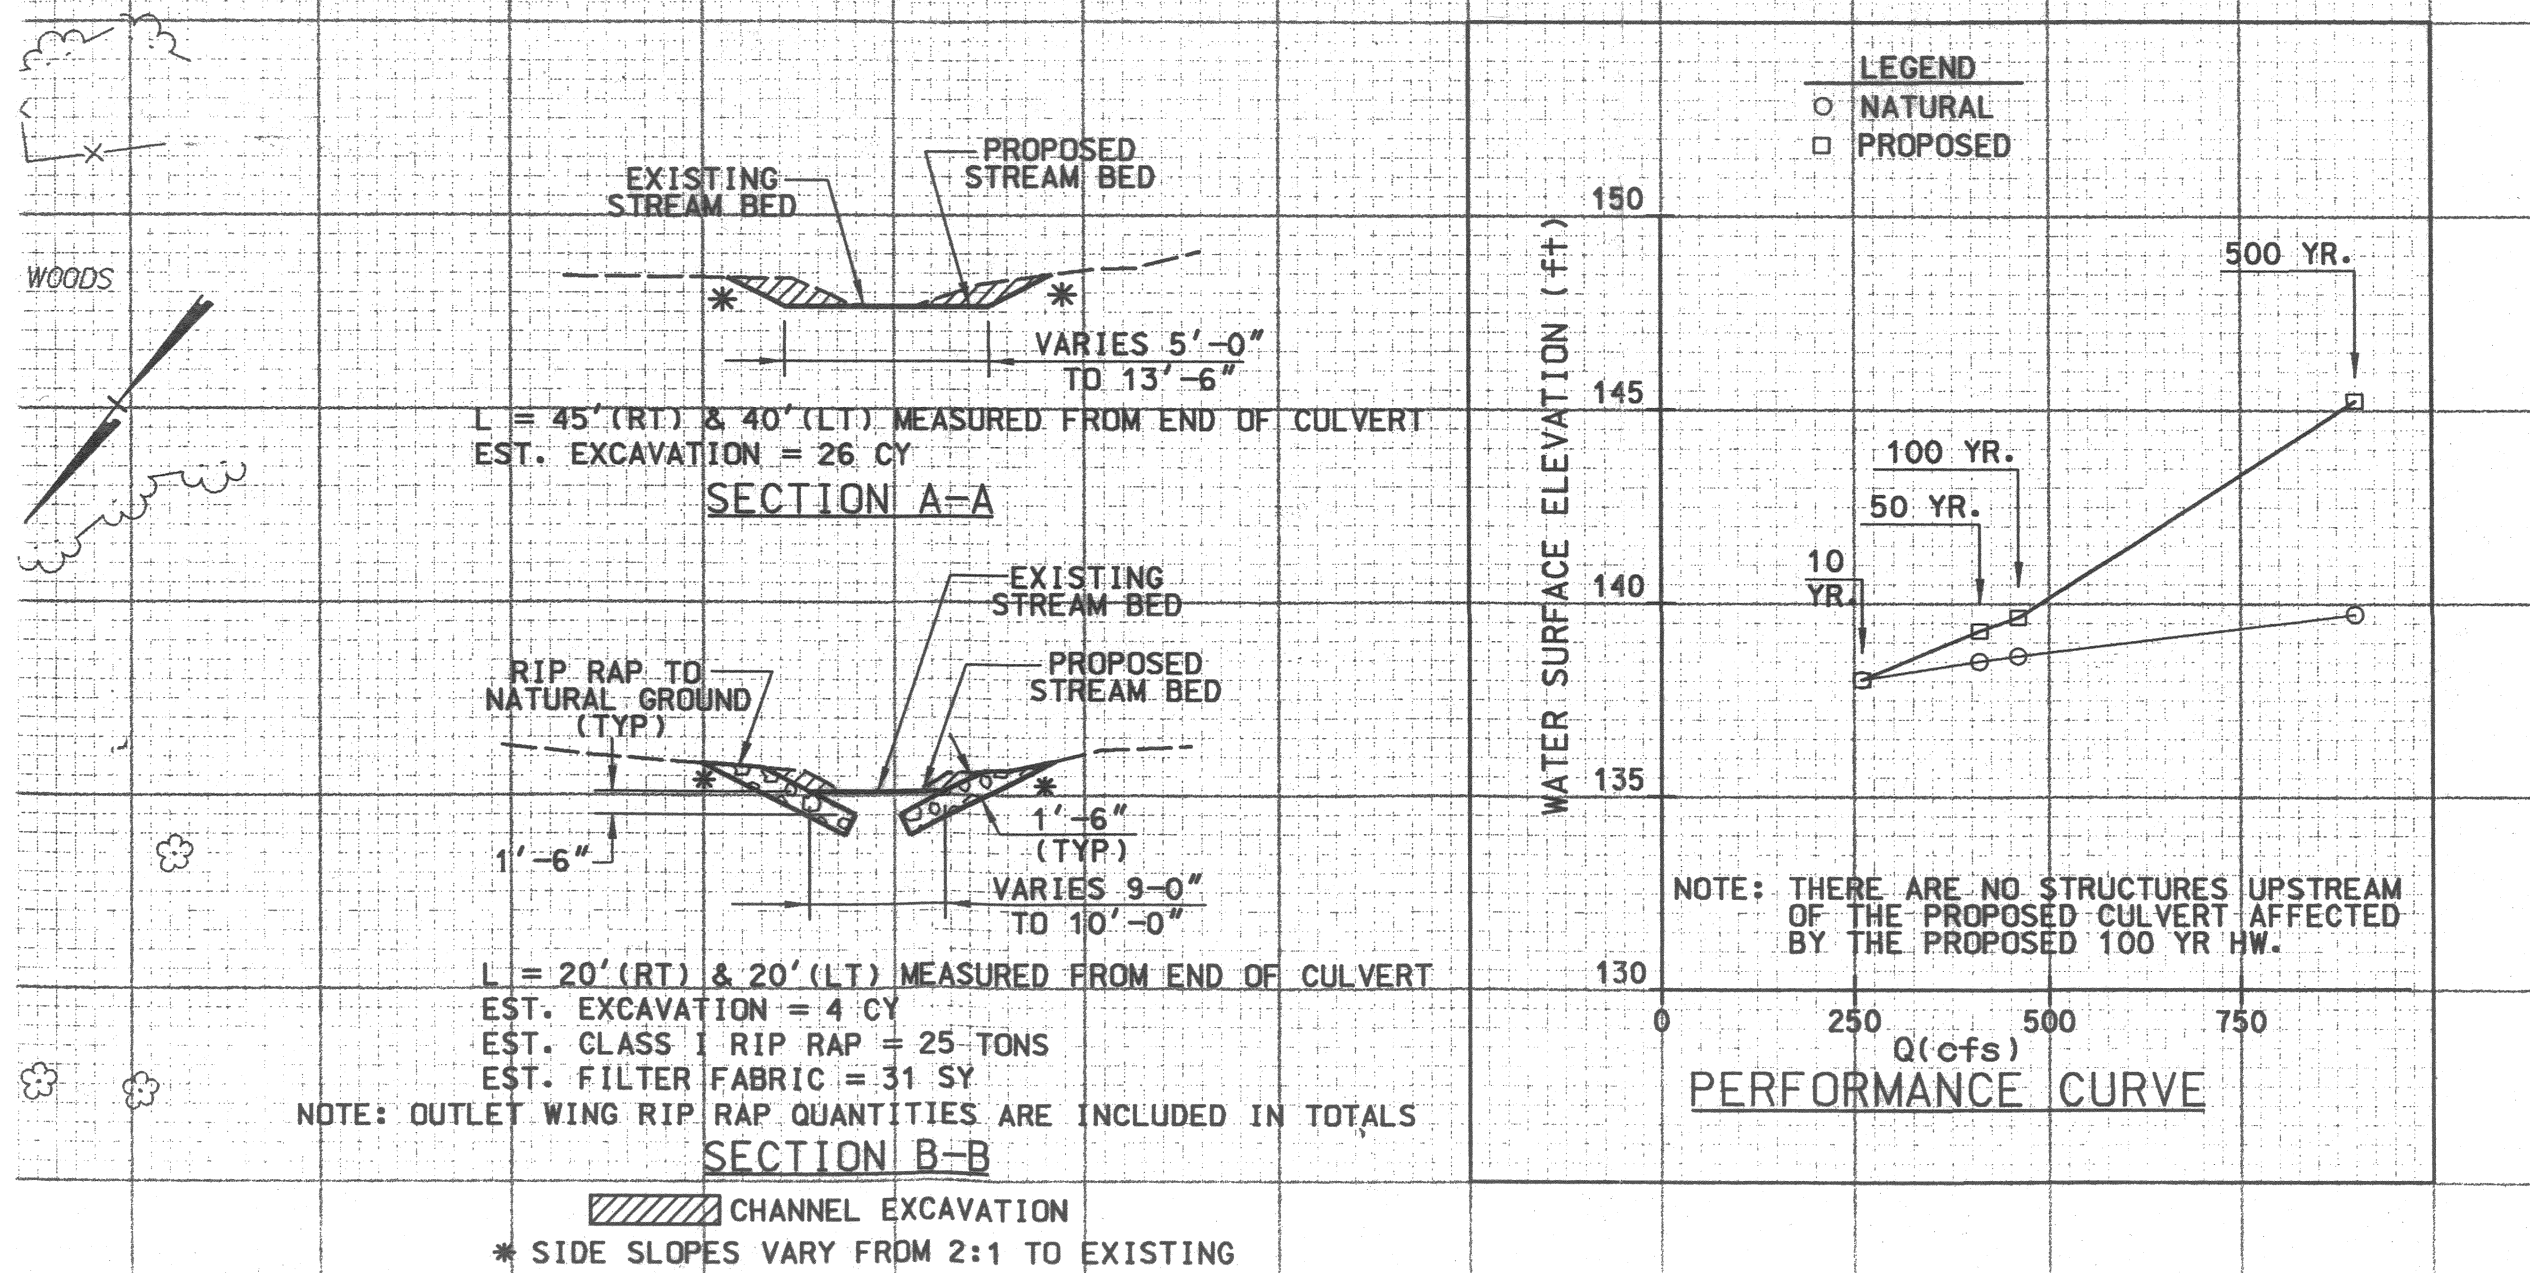 WOODS
EXISTING
STREAM BED
PROPOSED
STREAM BED
VARIES 5'-0"
TO 13'-6"
L = 45'(RT) & 40'(LT) MEASURED FROM END OF CULVERT
EST. EXCAVATION = 26 CY
SECTION A-A
EXISTING
STREAM BED
PROPOSED
STREAM BED
RIP RAP TO
NATURAL GROUND
(TYP)
1'-6"
1'-6"
(TYP)
VARIES 9-0"
TO 10'-0"
L = 20'(RT) & 20'(LT) MEASURED FROM END OF CULVERT
EST. EXCAVATION = 4 CY
EST. CLASS I RIP RAP = 25 TONS
EST. FILTER FABRIC = 31 SY
NOTE: OUTLET WING RIP RAP QUANTITIES ARE INCLUDED IN TOTALS
SECTION B-B
CHANNEL EXCAVATION
* SIDE SLOPES VARY FROM 2:1 TO EXISTING
LEGEND
NATURAL
PROPOSED
WATER SURFACE ELEVATION (ft)
150
145
140
135
130
500 YR.
100 YR.
50 YR.
10
YR.
NOTE: THERE ARE NO STRUCTURES UPSTREAM
OF THE PROPOSED CULVERT AFFECTED
BY THE PROPOSED 100 YR HW.
0 250 500 750
Q(cfs)
PERFORMANCE CURVE